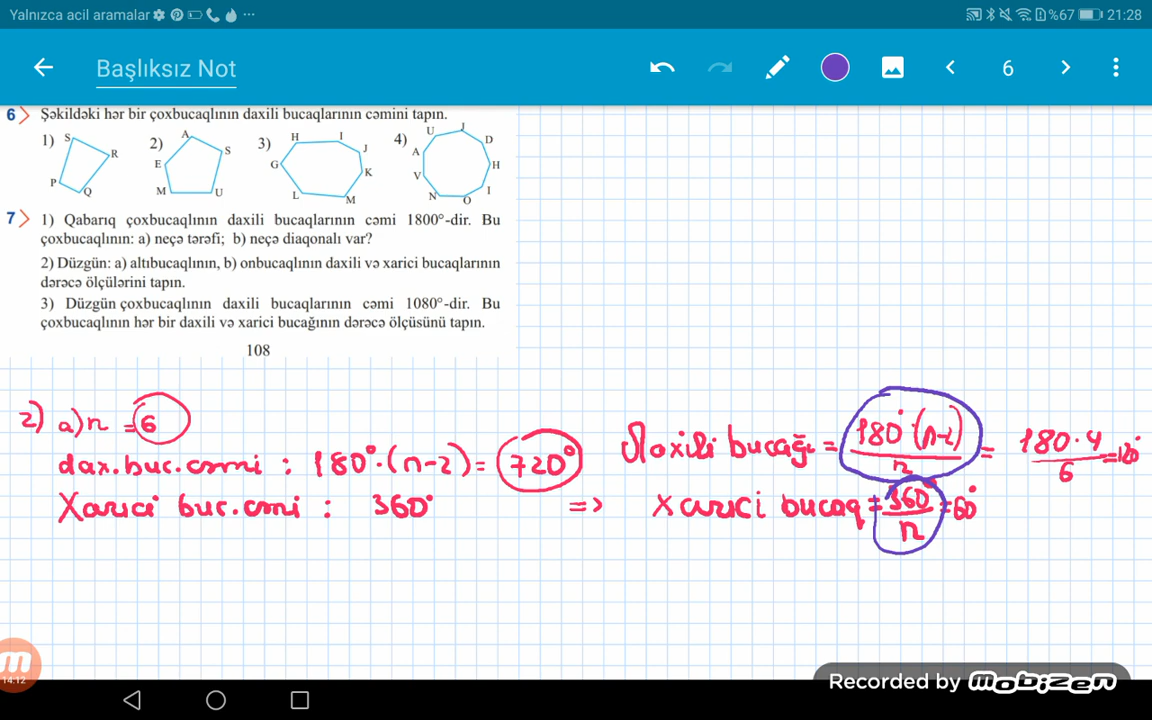 Yalnızca acil aramalar ... %67 21:28
Başlıksız Not 6
6 Şəkildəki hər bir çoxbucaqlının daxili bucaqlarının cəmini tapın.
1) S R P Q
2) A S E M U
3) H I J G K L M
4) U J D A H V I N O
7 1) Qabarıq çoxbucaqlının daxili bucaqlarının cəmi 1800°-dir. Bu
çoxbucaqlının: a) neçə tərəfi; b) neçə diaqonalı var?
2) Düzgün: a) altıbucaqlının, b) onbucaqlının daxili və xarici bucaqlarının
dərəcə ölçülərini tapın.
3) Düzgün çoxbucaqlının daxili bucaqlarının cəmi 1080°-dir. Bu
çoxbucaqlının hər bir daxili və xarici bucağının dərəcə ölçüsünü tapın.
108
2) a) n = 6
dax.buc.cəmi : 180°·(n-2) = 720° Daxili bucağı = 180°·(n-2)/n = 180·4/6 = 120°
Xarici buc.cəmi : 360° => Xarici bucaq = 360°/n = 60°
14:12
Recorded by mobizen